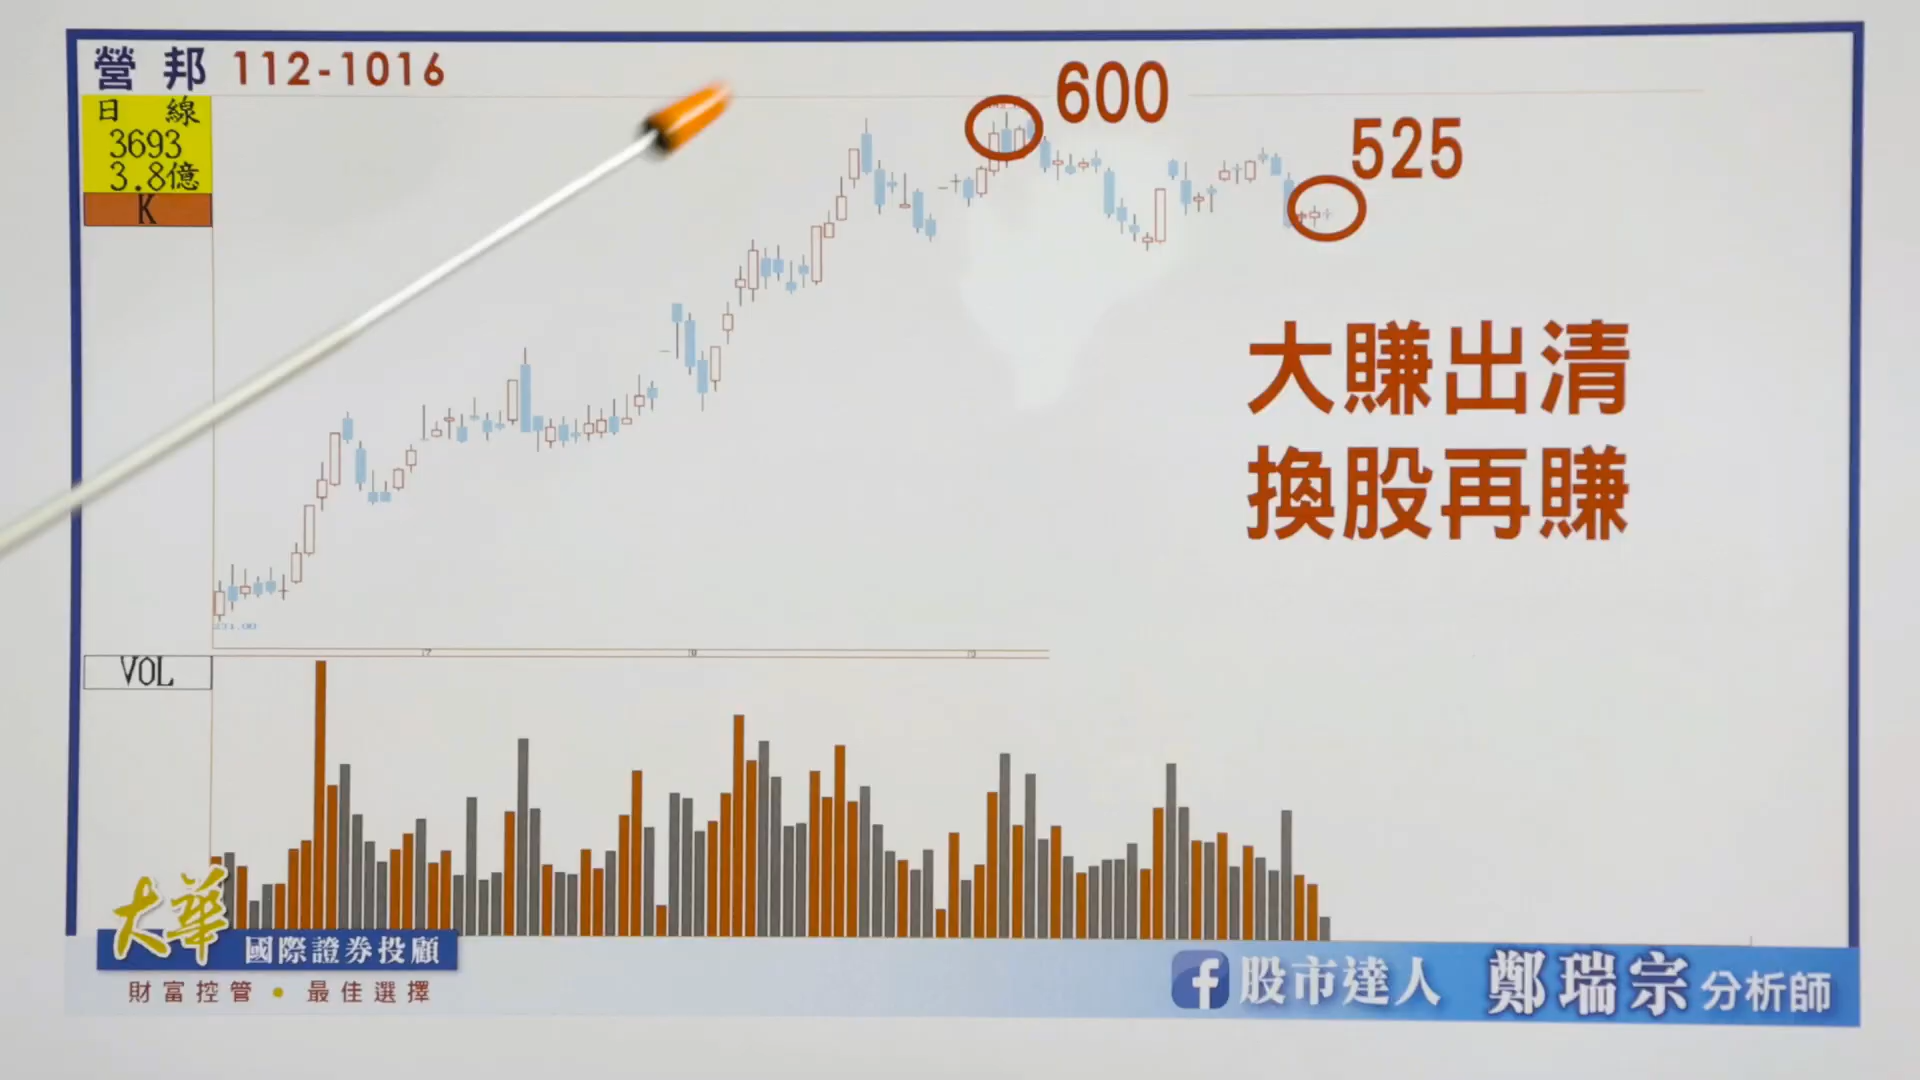 營邦 112-1016
日 線
3693
3.8億
K
600
525
大賺出清
換股再賺
231.00
VOL
大華
國際證券投顧
財富控管•最佳選擇
股市達人 鄭瑞宗 分析師